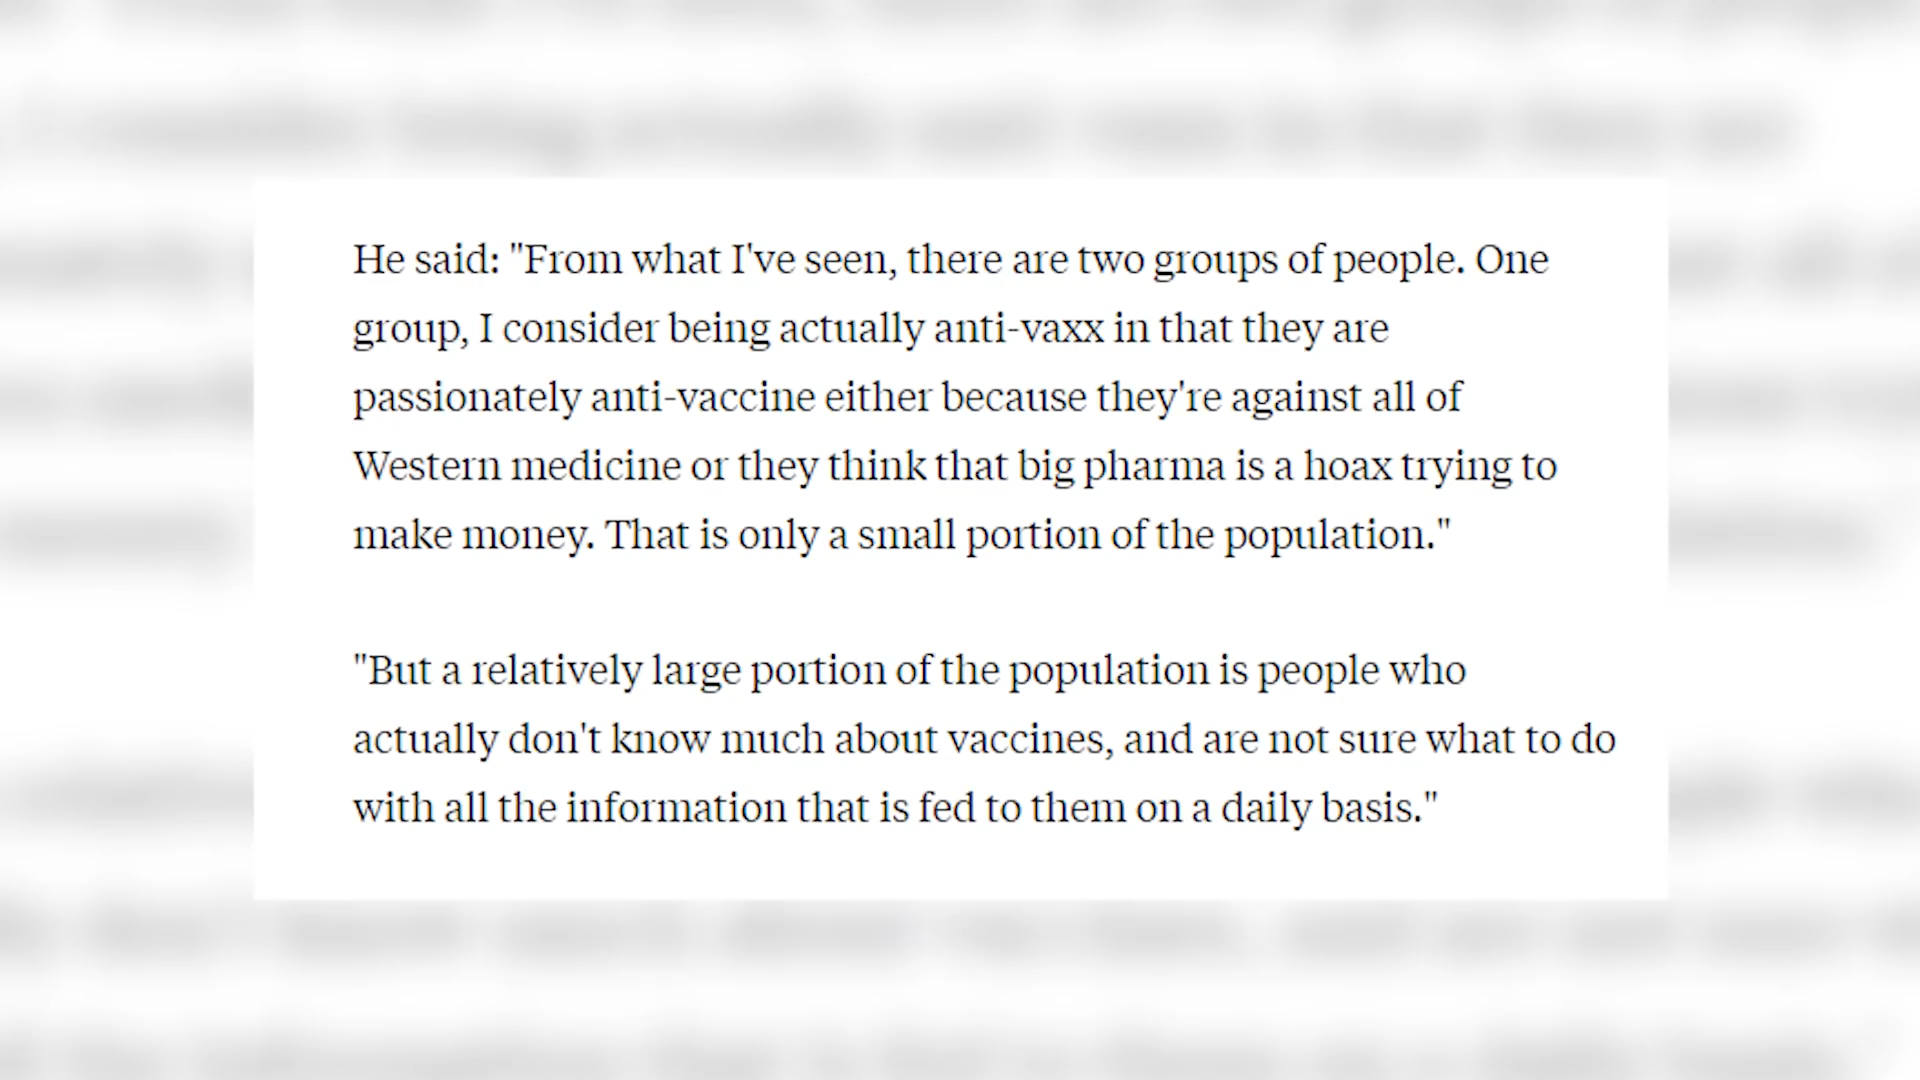 He said: "From what I've seen, there are two groups of people. One
group, I consider being actually anti-vaxx in that they are
passionately anti-vaccine either because they're against all of
Western medicine or they think that big pharma is a hoax trying to
make money. That is only a small portion of the population."
"But a relatively large portion of the population is people who
actually don't know much about vaccines, and are not sure what to do
with all the information that is fed to them on a daily basis."